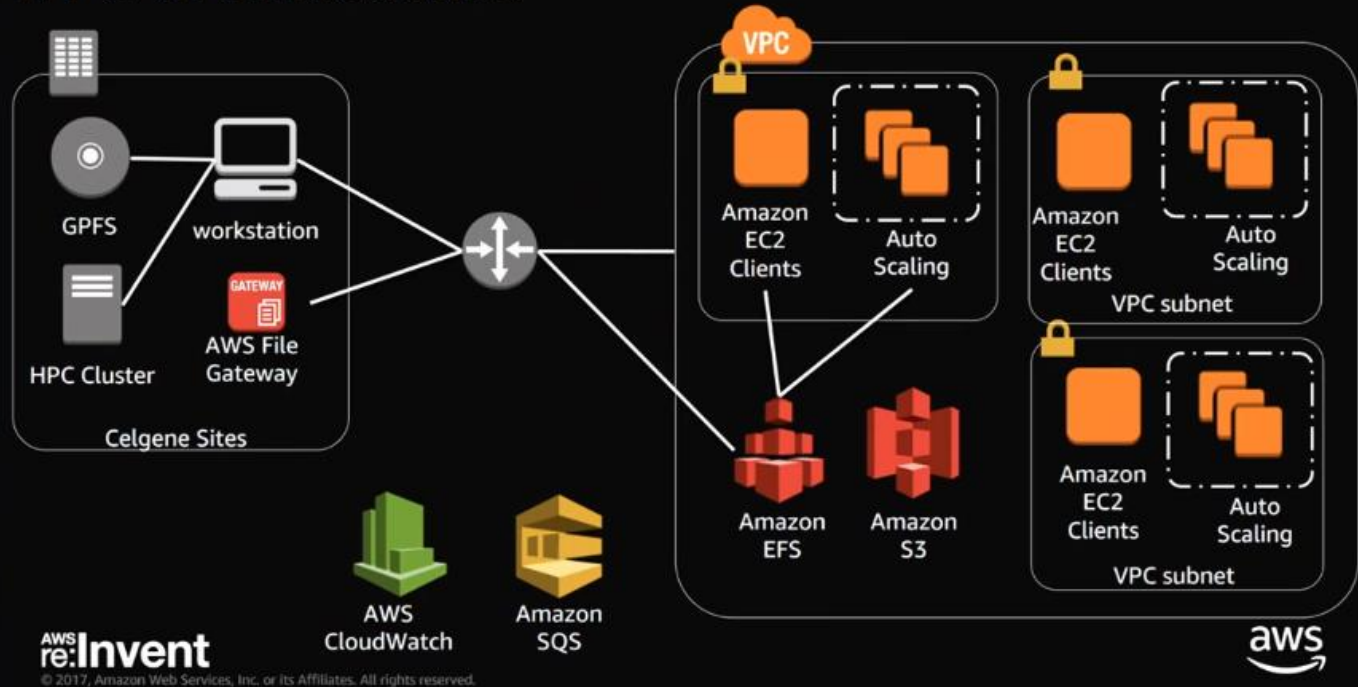 VPC
GPFS
workstation
HPC Cluster
GATEWAY
AWS File
Gateway
Celgene Sites
Amazon
EC2
Clients
Auto
Scaling
Amazon
EC2
Clients
Auto
Scaling
VPC subnet
Amazon
EC2
Clients
Auto
Scaling
VPC subnet
Amazon
EFS
Amazon
S3
AWS
CloudWatch
Amazon
SQS
AWS
re:Invent
© 2017, Amazon Web Services, Inc. or its Affiliates. All rights reserved.
aws